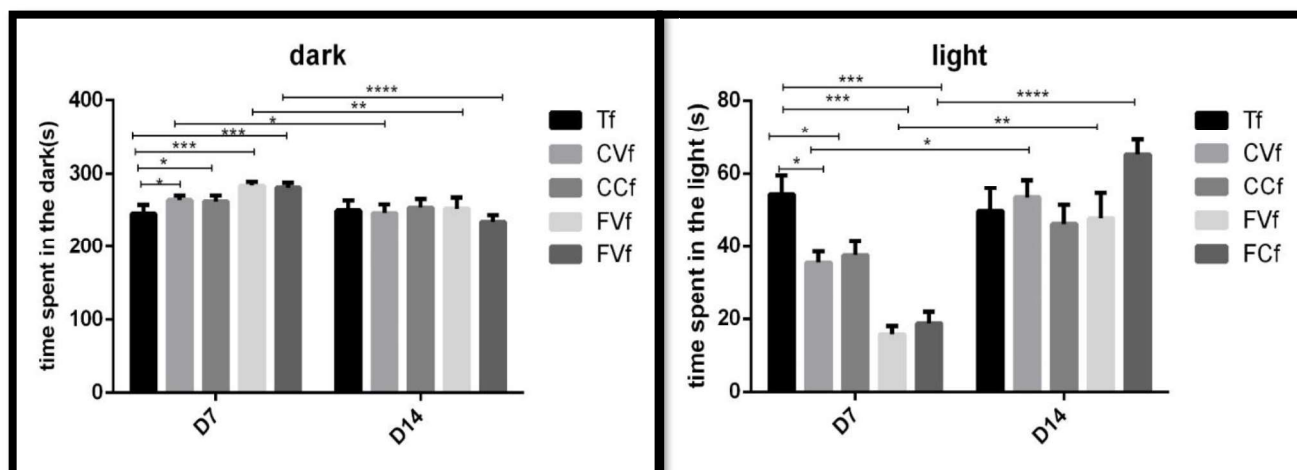 dark
time spent in the dark(s)
400
300
200
100
0
****
**
*
***
***
*
*
D7
D14
Tf
CVf
CCf
FVf
FVf
light
time spent in the light (s)
80
60
40
20
0
***
****
***
**
*
*
*
D7
D14
Tf
CVf
CCf
FVf
FCf